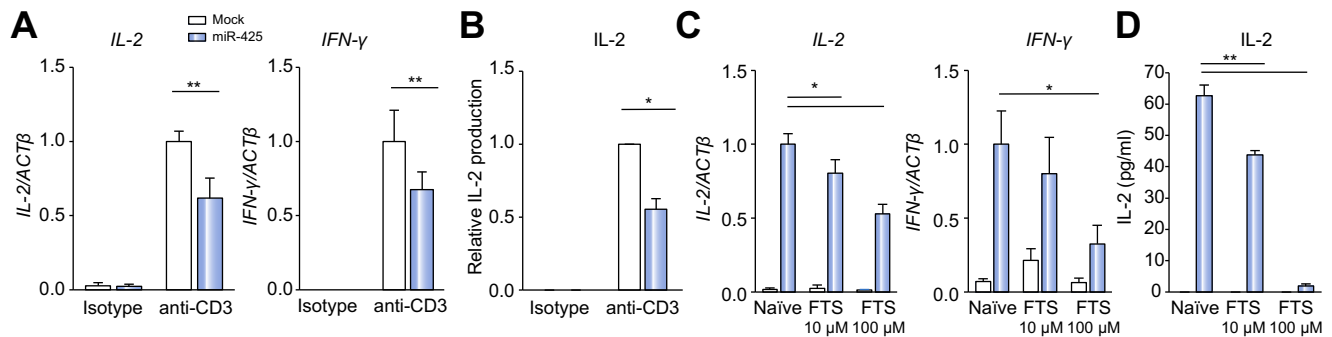 A
IL-2
Mock
miR-425
IFN-γ
IL-2/ACTβ
1.5
1.0
0.5
0.0
Isotype anti-CD3
IFN-γ/ACTβ
1.5
1.0
0.5
0.0
Isotype anti-CD3
**
**
B
IL-2
Relative IL-2 production
1.5
1.0
0.5
0.0
*
Isotype anti-CD3
C
IL-2
IL-2/ACTβ
1.5
1.0
0.5
0.0
*
Naïve FTS FTS
10 µM 100 µM
IFN-γ
IFN-γ/ACTβ
1.5
1.0
0.5
0.0
*
Naïve FTS FTS
10 µM 100 µM
D
IL-2
IL-2 (pg/ml)
70
60
50
40
30
20
10
0
**
Naïve FTS FTS
10 µM 100 µM